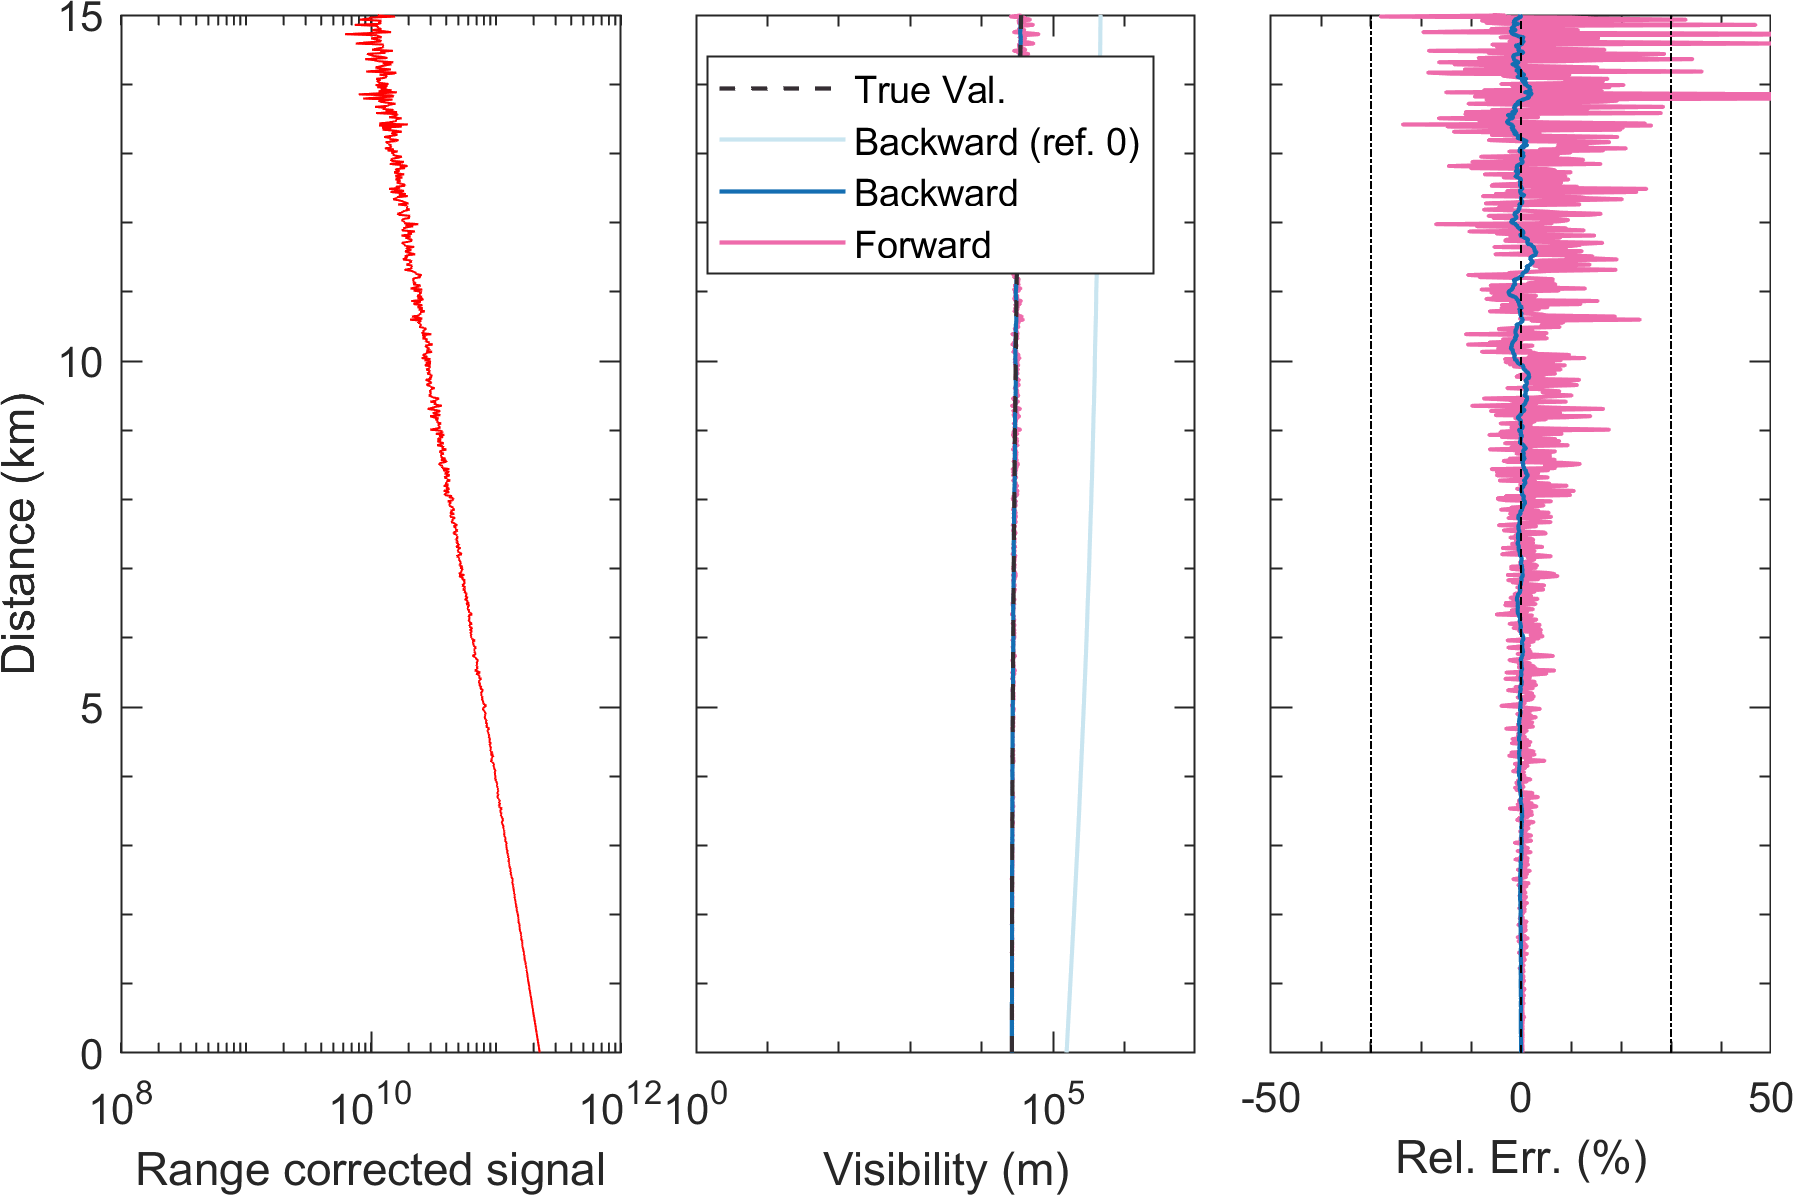 15
10
5
0
Distance (km)
10^8
10^10
10^12
Range corrected signal
True Val.
Backward (ref. 0)
Backward
Forward
10^0
10^5
Visibility (m)
-50
0
50
Rel. Err. (%)